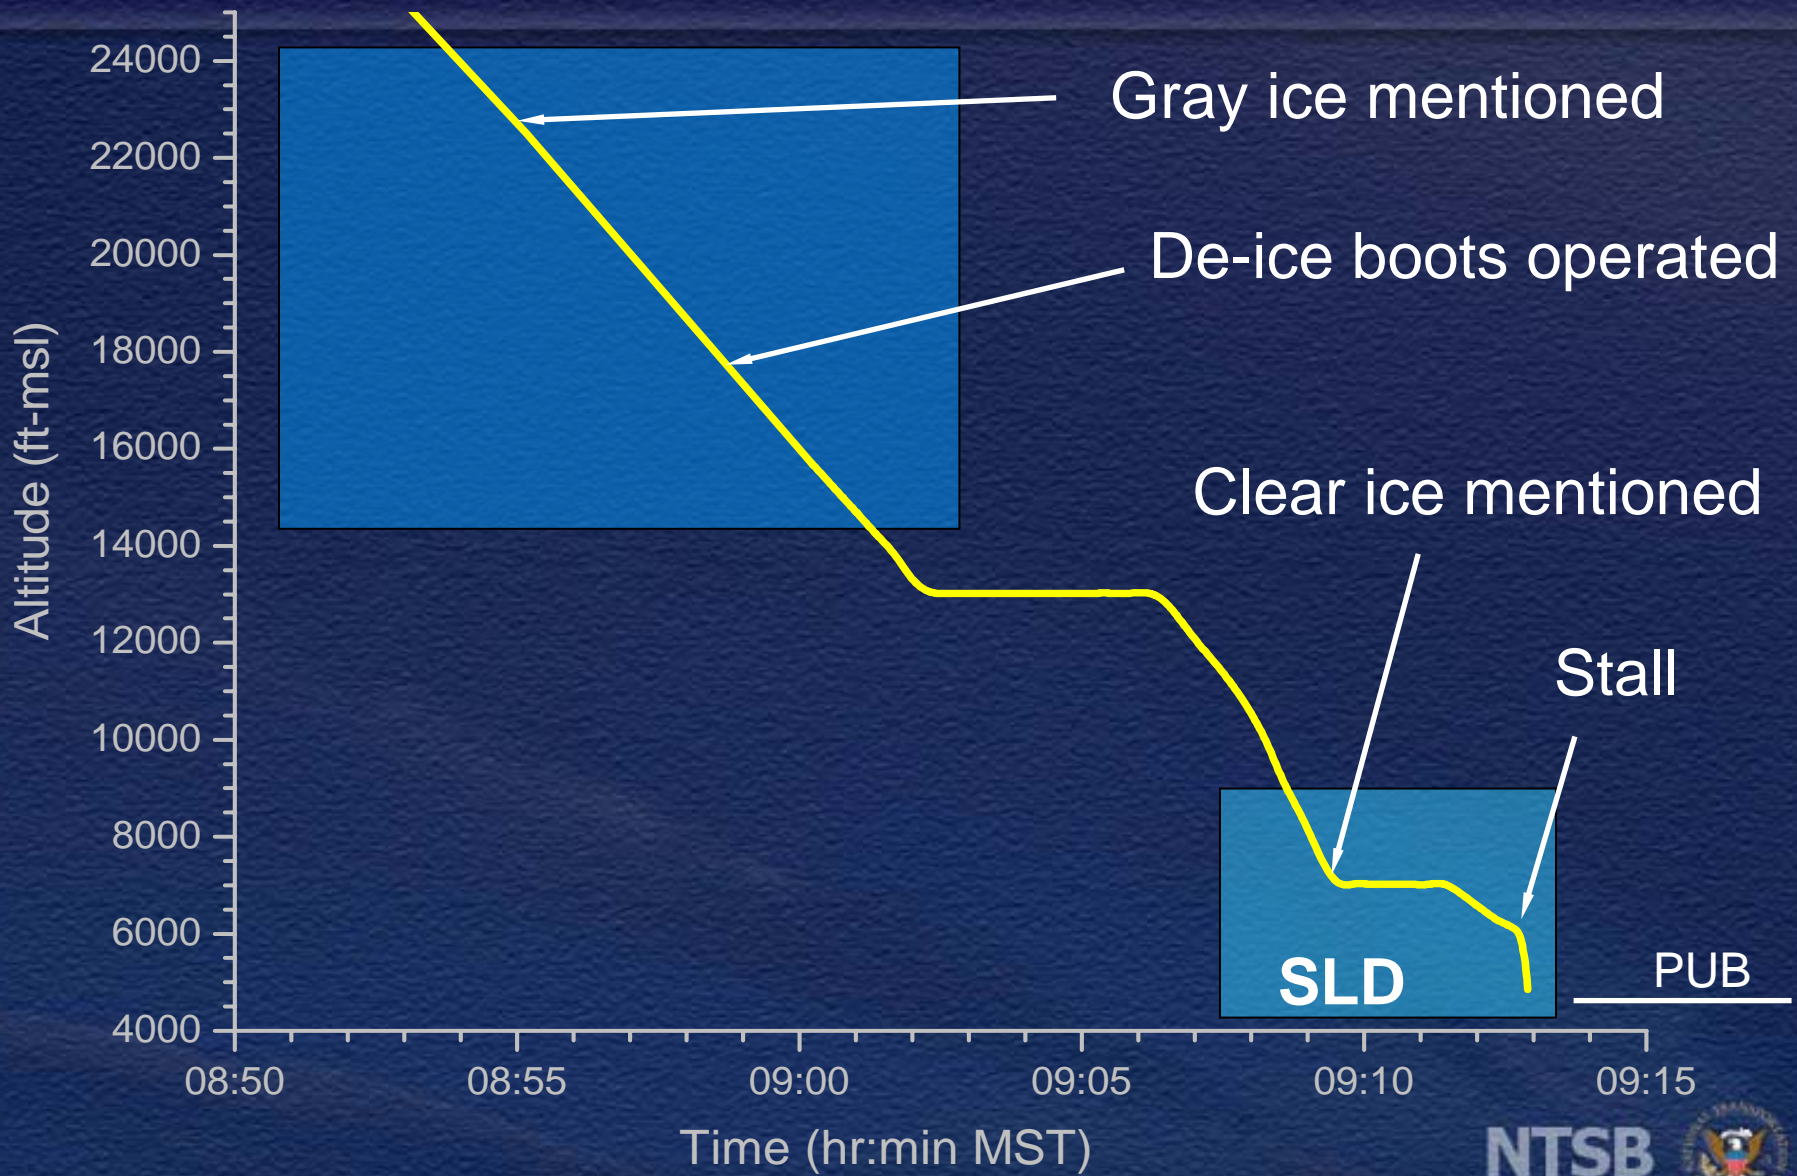 24000
22000
20000
18000
16000
14000
12000
10000
8000
6000
4000
Altitude (ft-msl)
Gray ice mentioned
De-ice boots operated
Clear ice mentioned
Stall
SLD
PUB
08:50 08:55 09:00 09:05 09:10 09:15
Time (hr:min MST)
NTSB